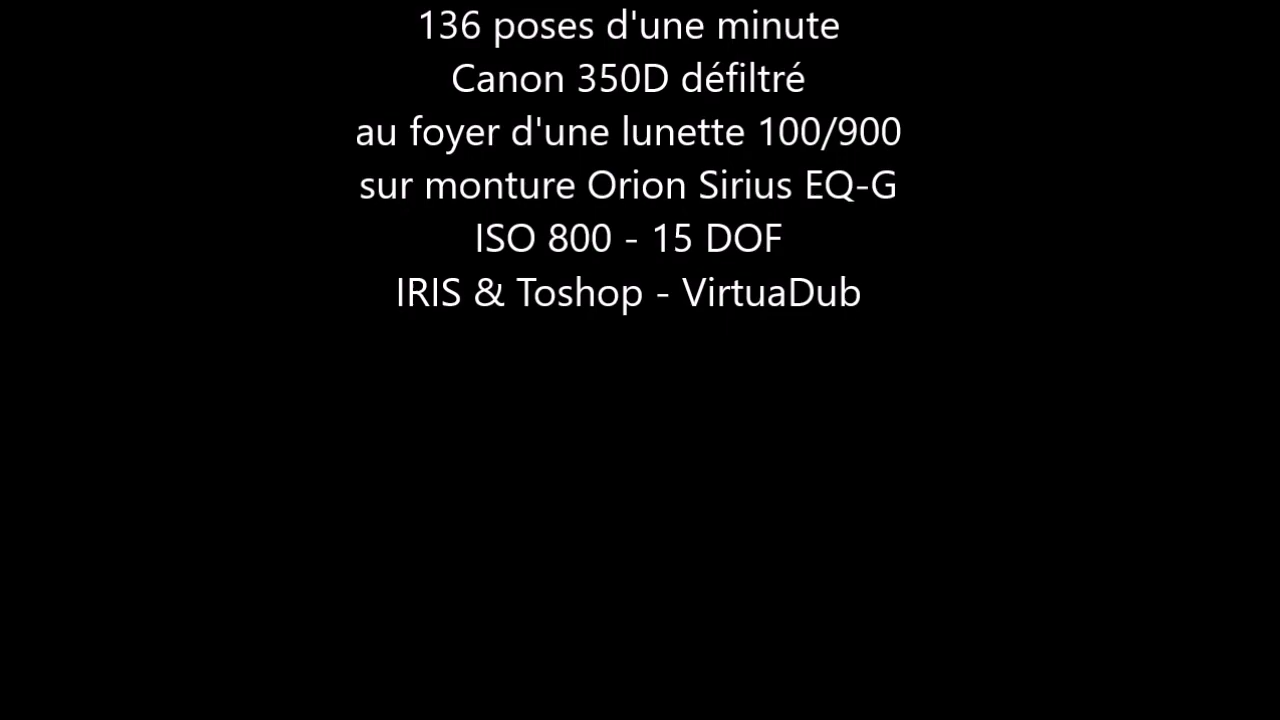 136 poses d'une minute
Canon 350D défiltré
au foyer d'une lunette 100/900
sur monture Orion Sirius EQ-G
ISO 800 - 15 DOF
IRIS & Toshop - VirtuaDub